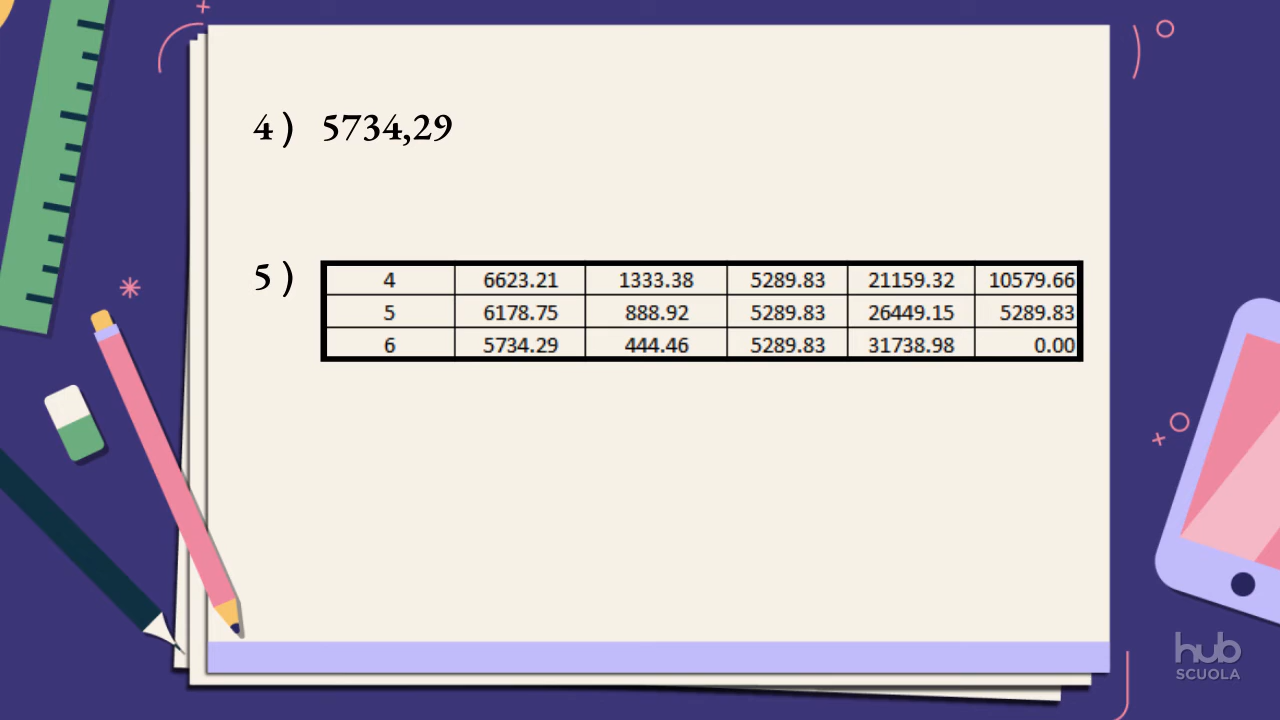 4) 5734,29
5)
4 6623.21 1333.38 5289.83 21159.32 10579.66
5 6178.75 888.92 5289.83 26449.15 5289.83
6 5734.29 444.46 5289.83 31738.98 0.00
hub
SCUOLA